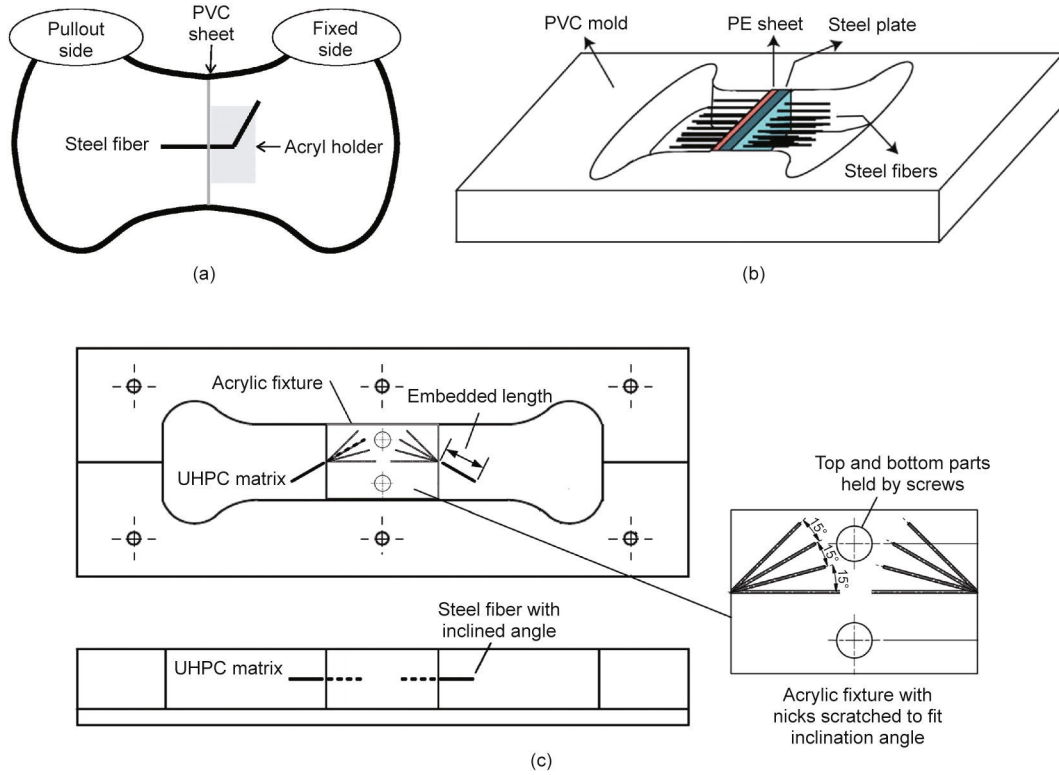 Pullout
side
PVC
sheet
Fixed
side
Steel fiber
Acryl holder
(a)
PVC mold
PE sheet
Steel plate
Steel fibers
(b)
Acrylic fixture
Embedded length
UHPC matrix
Top and bottom parts
held by screws
15°
15°
15°
Steel fiber with
inclined angle
UHPC matrix
Acrylic fixture with
nicks scratched to fit
inclination angle
(c)